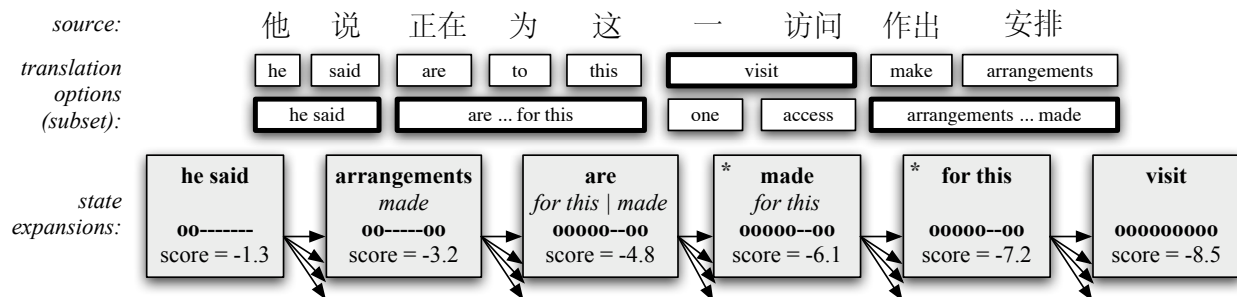 source: 他 说 正在 为 这 一 访问 作出 安排
translation options (subset):
he said are to this visit make arrangements
he said are ... for this one access arrangements ... made
state expansions:
he said
oo-------
score = -1.3
arrangements
made
oo-----oo
score = -3.2
are
for this | made
ooooo--oo
score = -4.8
* made
for this
ooooo--oo
score = -6.1
* for this
ooooo--oo
score = -7.2
visit
ooooooooo
score = -8.5